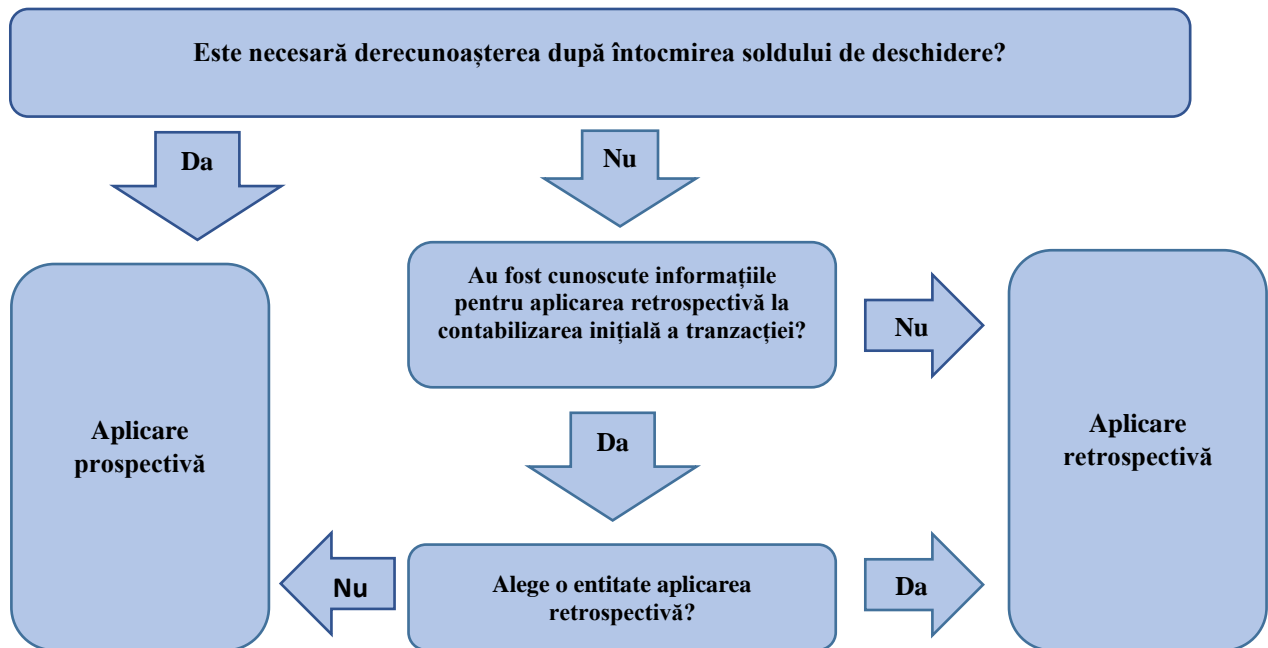 Este necesară derecunoașterea după întocmirea soldului de deschidere?
Da
Nu
Au fost cunoscute informațiile
pentru aplicarea retrospectivă la
contabilizarea inițială a tranzacției?
Nu
Aplicare
prospectivă
Aplicare
retrospectivă
Da
Nu
Alege o entitate aplicarea
retrospectivă?
Da